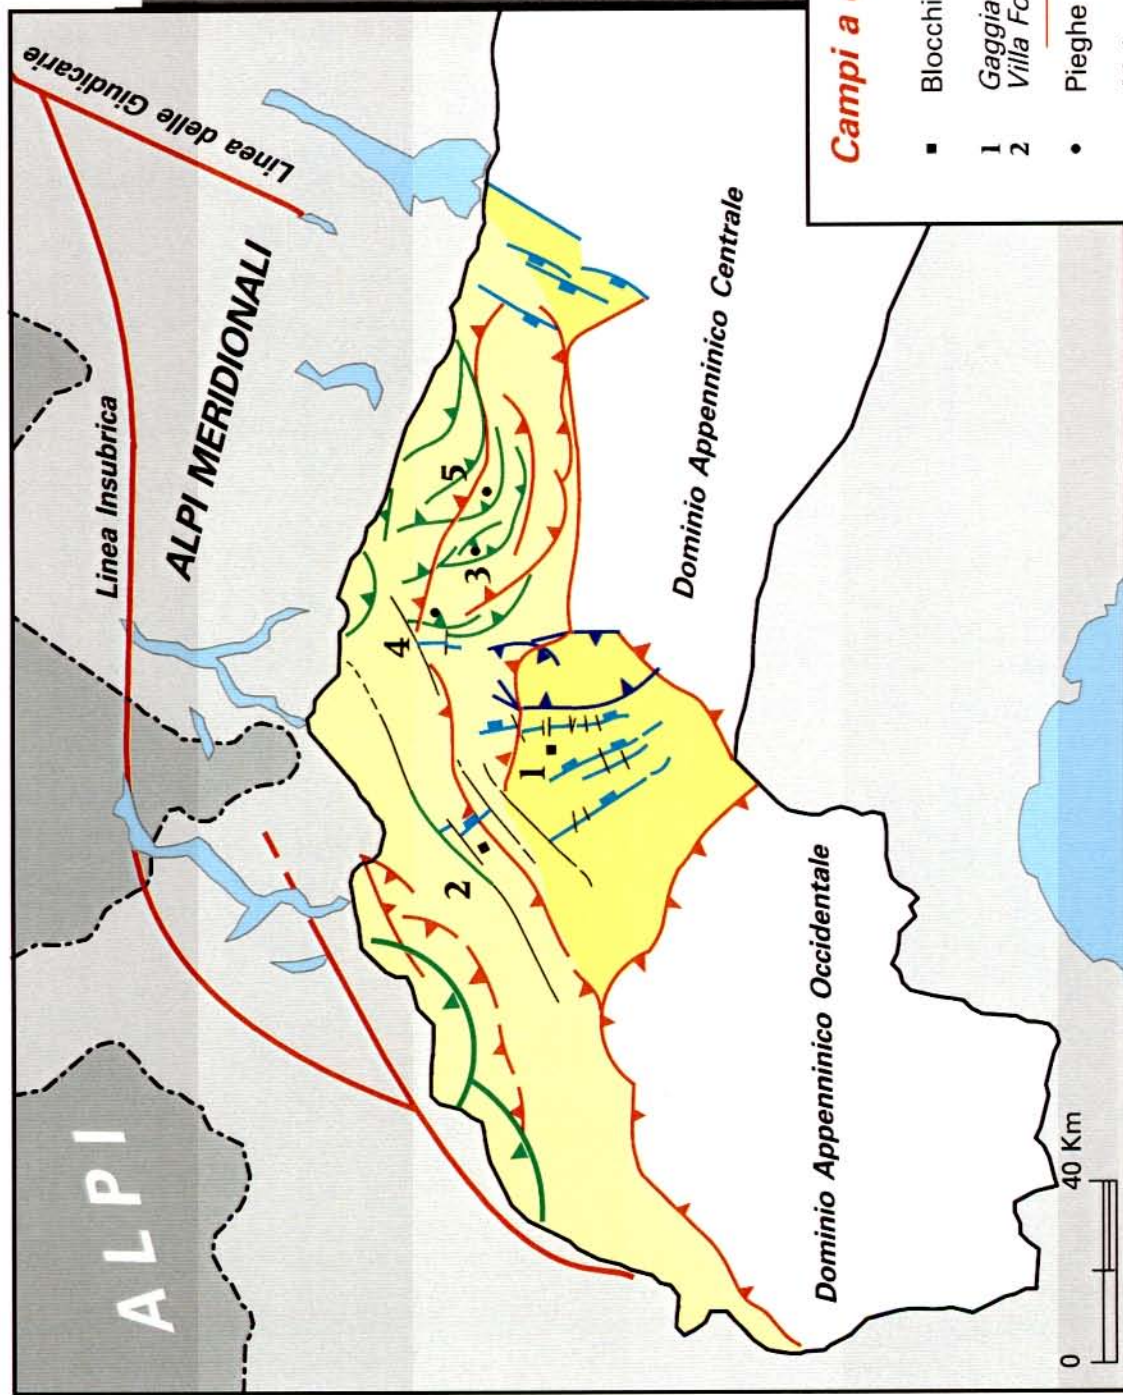 ALPI
Linea Insubrica
Linea delle Giudicarie
ALPI MERIDIONALI
4
5
3
2
1
Dominio Appenninico Centrale
Dominio Appenninico Occidentale
0
40 Km
Campi a
■ Blocchi
1 Gaggia
2 Villa Fo
• Pieghe